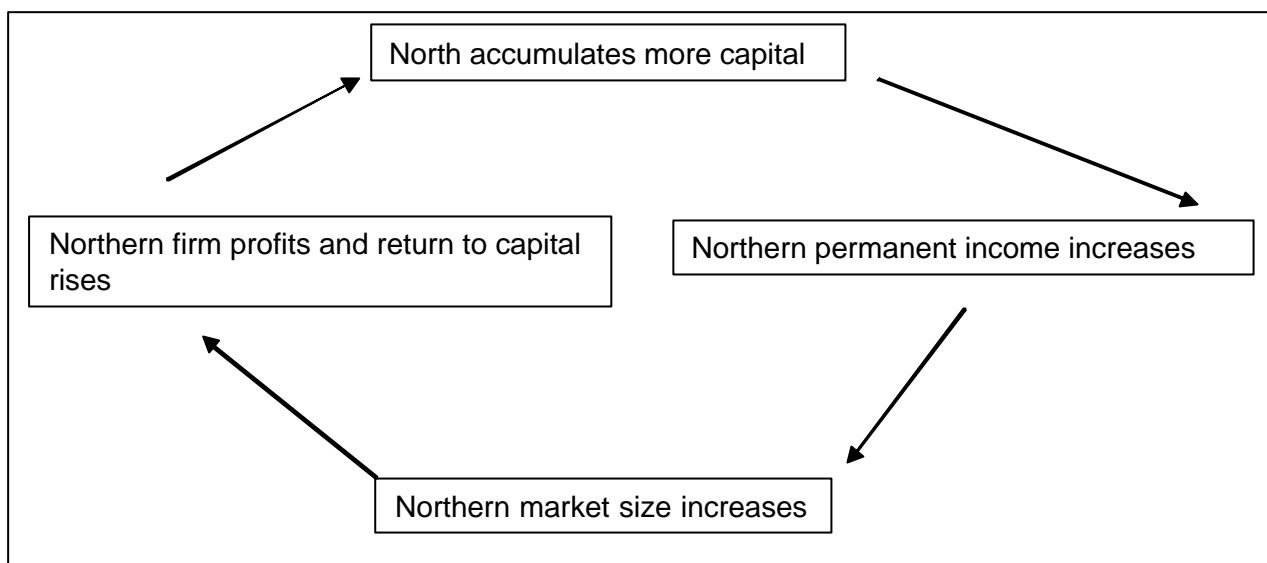 North accumulates more capital
Northern firm profits and return to capital
rises
Northern permanent income increases
Northern market size increases